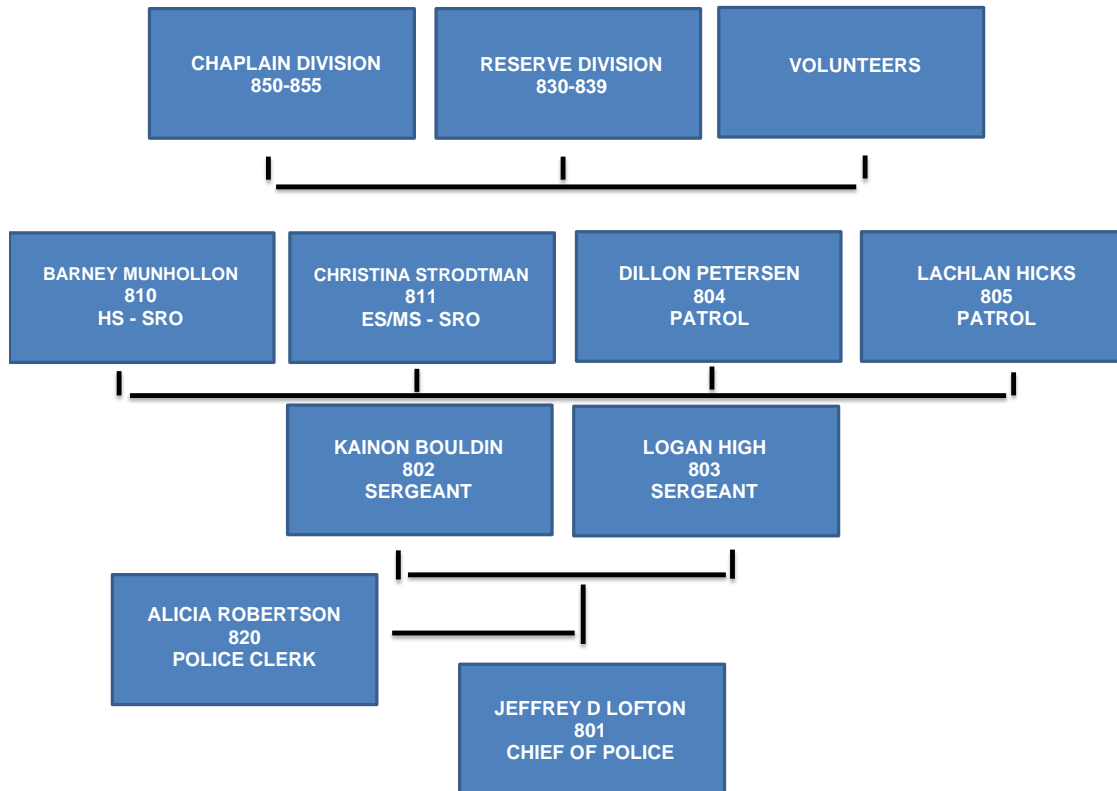 CHAPLAIN DIVISION
850-855
RESERVE DIVISION
830-839
VOLUNTEERS
BARNEY MUNHOLLON
810
HS - SRO
CHRISTINA STRODTMAN
811
ES/MS - SRO
DILLON PETERSEN
804
PATROL
LACHLAN HICKS
805
PATROL
KAINON BOULDIN
802
SERGEANT
LOGAN HIGH
803
SERGEANT
ALICIA ROBERTSON
820
POLICE CLERK
JEFFREY D LOFTON
801
CHIEF OF POLICE